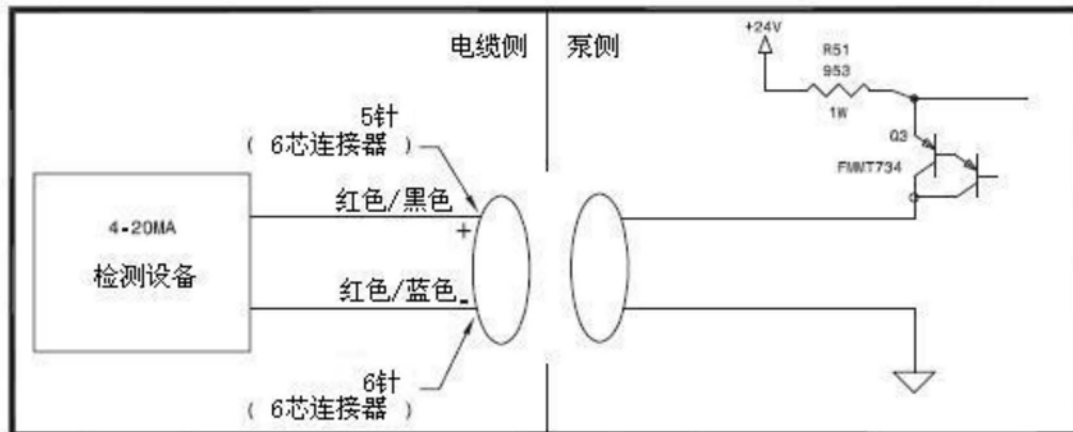 电缆侧
泵侧
+24V
R51
953
1W
Q3
FMMT734
5针
( 6芯连接器 )
红色/黑色
+
4-20MA
检测设备
红色/蓝色
-
6针
( 6芯连接器 )